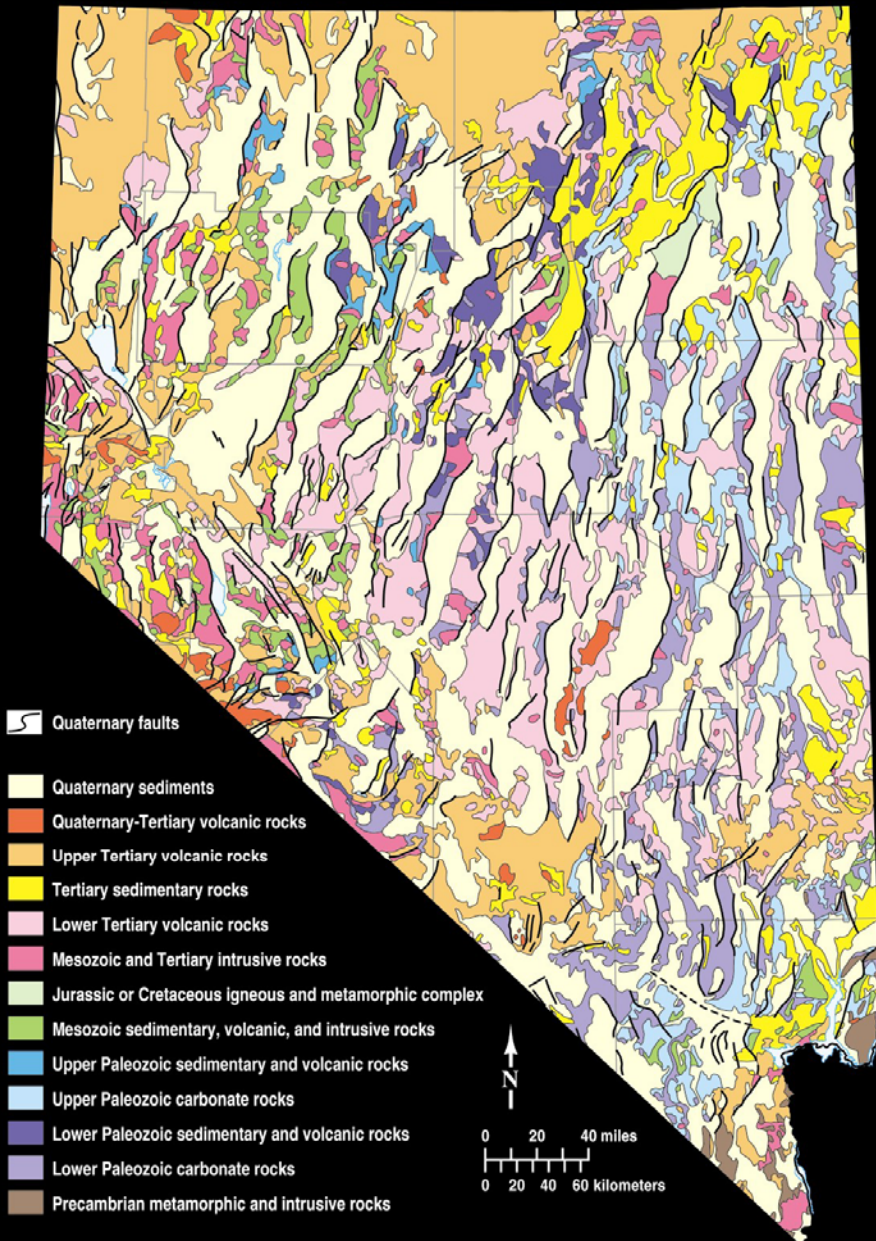 Quaternary faults
Quaternary sediments
Quaternary-Tertiary volcanic rocks
Upper Tertiary volcanic rocks
Tertiary sedimentary rocks
Lower Tertiary volcanic rocks
Mesozoic and Tertiary intrusive rocks
Jurassic or Cretaceous igneous and metamorphic complex
Mesozoic sedimentary, volcanic, and intrusive rocks
Upper Paleozoic sedimentary and volcanic rocks
Upper Paleozoic carbonate rocks
Lower Paleozoic sedimentary and volcanic rocks
Lower Paleozoic carbonate rocks
Precambrian metamorphic and intrusive rocks
N
0 20 40 miles
0 20 40 60 kilometers